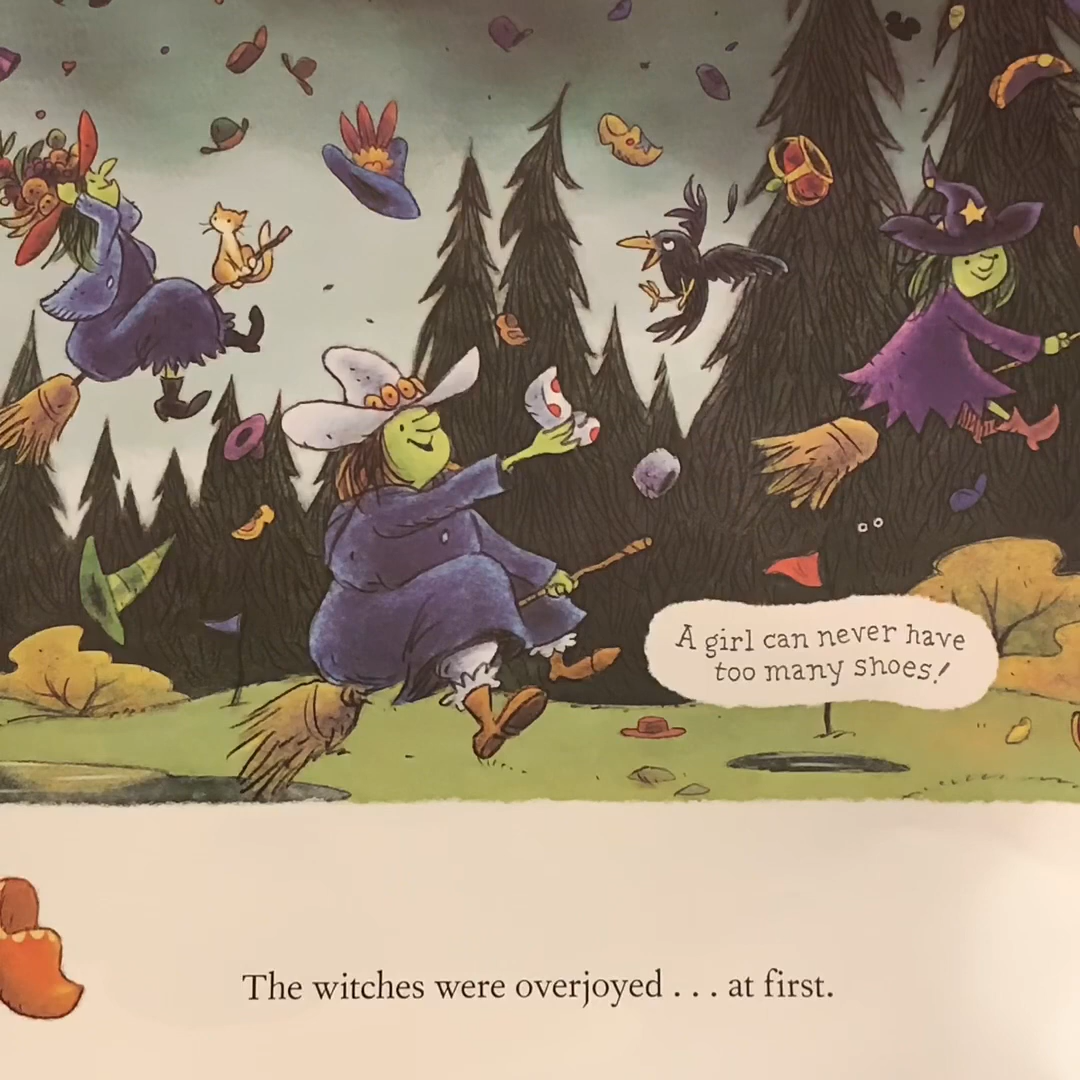 A girl can never have
too many shoes!
The witches were overjoyed . . . at first.